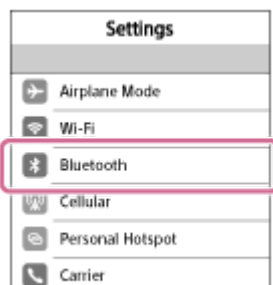 Settings
Airplane Mode
Wi-Fi
Bluetooth
Cellular
Personal Hotspot
Carrier